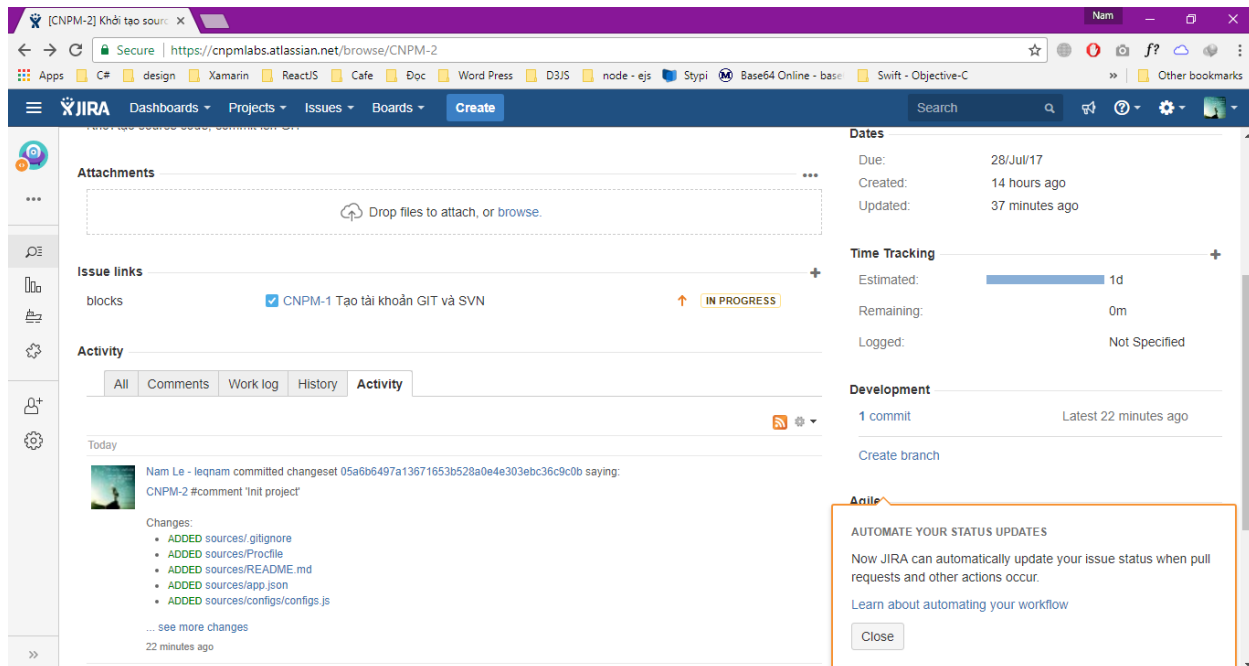 [CNPM-2] Khởi tạo sourc
Nam
Secure https://cnpmlabs.atlassian.net/browse/CNPM-2
f?
Apps C# design Xamarin ReactJS Cafe Đọc Word Press D3JS node - ejs Stypi Base64 Online - base Swift - Objective-C » Other bookmarks
JIRA Dashboards Projects Issues Boards Create Search
Khởi tạo source code, commit lên GIT
Dates
Due: 28/Jul/17
Created: 14 hours ago
Updated: 37 minutes ago
Attachments
Drop files to attach, or browse.
Time Tracking
Estimated: 1d
Remaining: 0m
Logged: Not Specified
Issue links
blocks CNPM-1 Tạo tài khoản GIT và SVN IN PROGRESS
Activity
All Comments Work log History Activity
Development
1 commit Latest 22 minutes ago
Create branch
Agile
Today
Nam Le - leqnam committed changeset 05a6b6497a13671653b528a0e4e303ebc36c9c0b saying:
CNPM-2 #comment 'Init project'
Changes:
• ADDED sources/.gitignore
• ADDED sources/Procfile
• ADDED sources/README.md
• ADDED sources/app.json
• ADDED sources/configs/configs.js
... see more changes
22 minutes ago
AUTOMATE YOUR STATUS UPDATES
Now JIRA can automatically update your issue status when pull
requests and other actions occur.
Learn about automating your workflow
Close